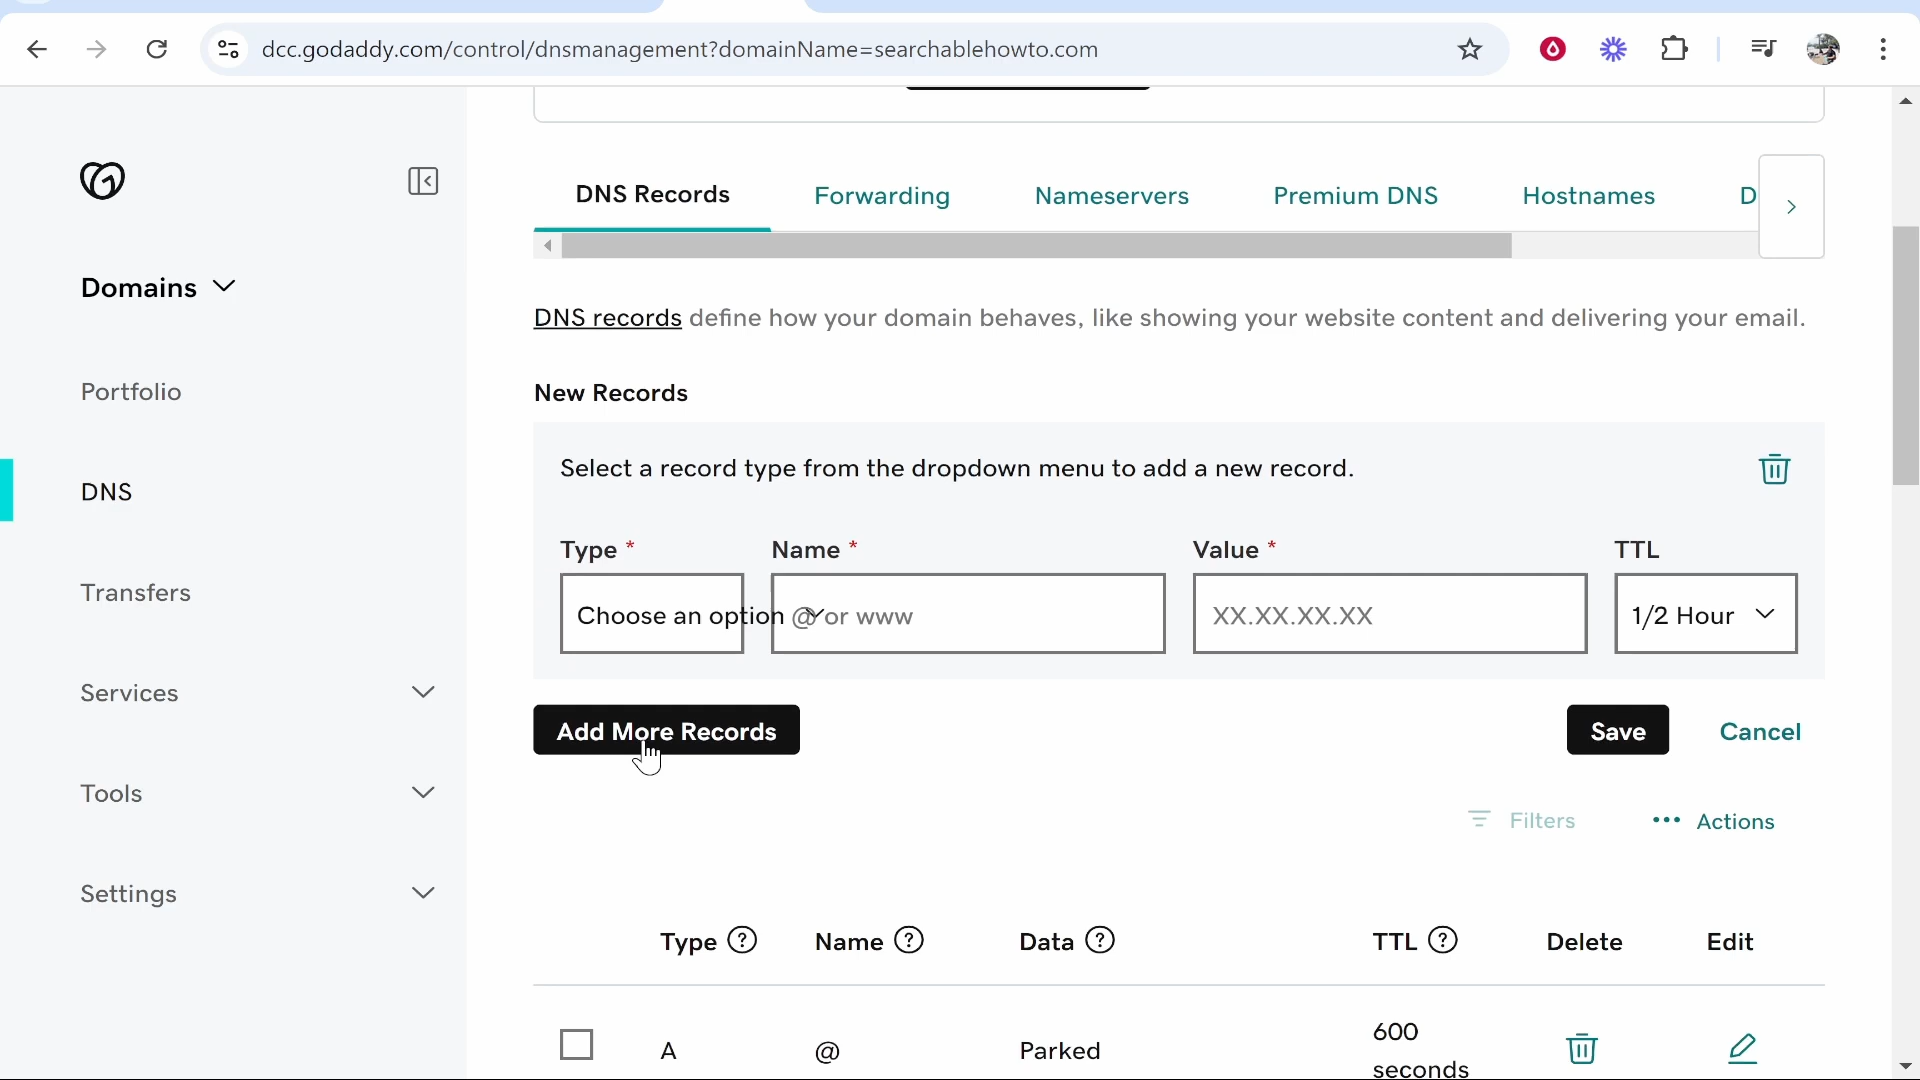 dcc.godaddy.com/control/dnsmanagement?domainName=searchablehowto.com
DNS Records
Forwarding
Nameservers
Premium DNS
Hostnames
D
Domains
DNS records define how your domain behaves, like showing your website content and delivering your email.
Portfolio
New Records
Select a record type from the dropdown menu to add a new record.
DNS
Type *
Name *
Value *
TTL
Transfers
Choose an option
@ or www
XX.XX.XX.XX
1/2 Hour
Services
Add More Records
Save
Cancel
Tools
Filters
Actions
Settings
Type
Name
Data
TTL
Delete
Edit
A
@
Parked
600
seconds